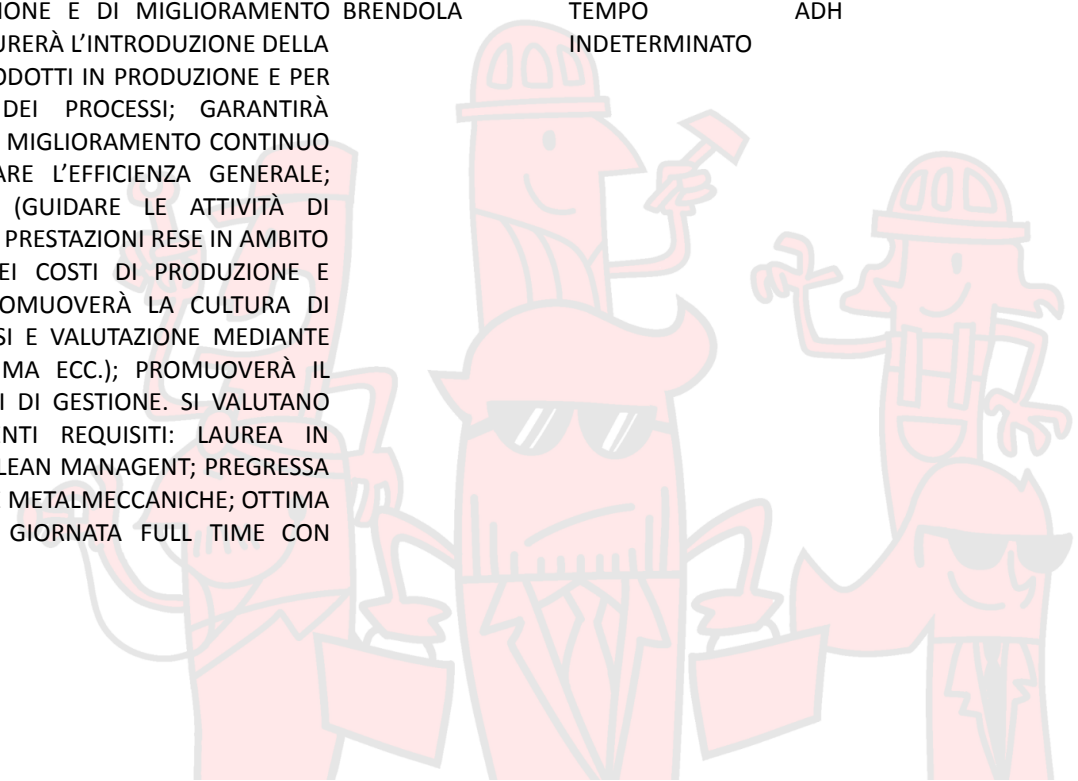 IONE E DI MIGLIORAMENTO BRENDOLA TEMPO ADH
URERÀ L’INTRODUZIONE DELLA INDETERMINATO
ODOTTI IN PRODUZIONE E PER
DEI PROCESSI; GARANTIRÀ
MIGLIORAMENTO CONTINUO
ARE L’EFFICIENZA GENERALE;
(GUIDARE LE ATTIVITÀ DI
PRESTAZIONI RESE IN AMBITO
EI COSTI DI PRODUZIONE E
OMUOVERÀ LA CULTURA DI
SI E VALUTAZIONE MEDIANTE
MA ECC.); PROMUOVERÀ IL
I DI GESTIONE. SI VALUTANO
ENTI REQUISITI: LAUREA IN
LEAN MANAGENT; PREGRESSA
E METALMECCANICHE; OTTIMA
GIORNATA FULL TIME CON